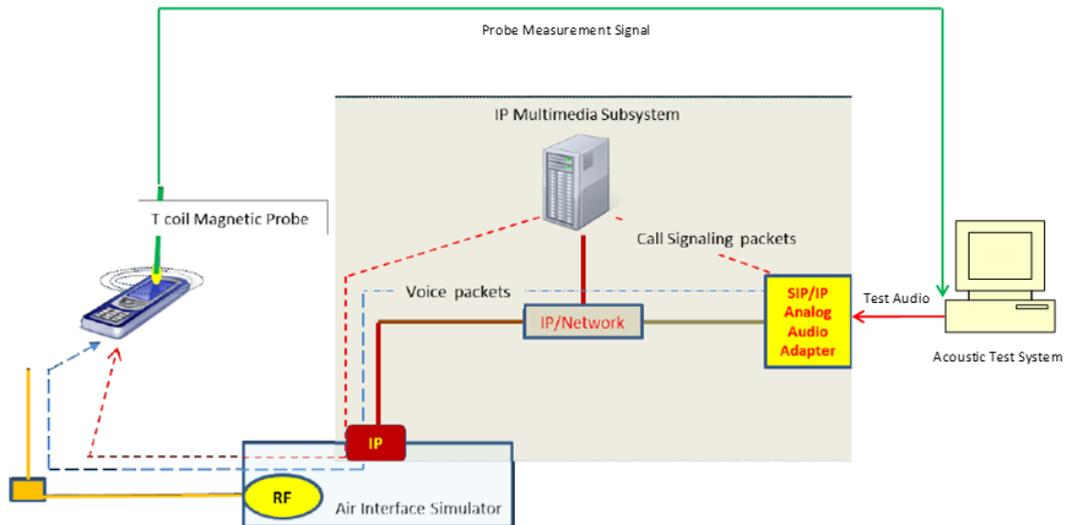 Probe Measurement Signal
IP Multimedia Subsystem
T coil Magnetic Probe
Call Signaling packets
Voice packets
SIP/IP
Analog
Audio
Adapter
Test Audio
IP/Network
Acoustic Test System
IP
RF
Air Interface Simulator